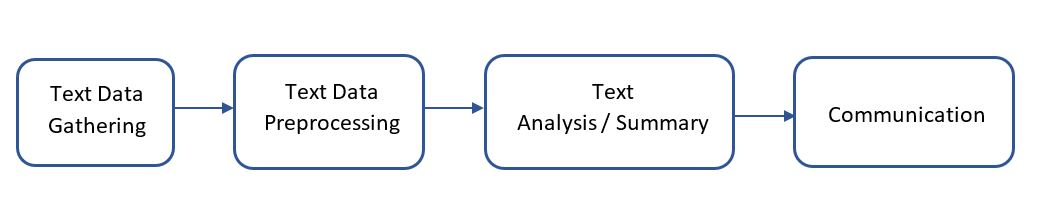 Text Data
Gathering
Text Data
Preprocessing
Text
Analysis / Summary
Communication